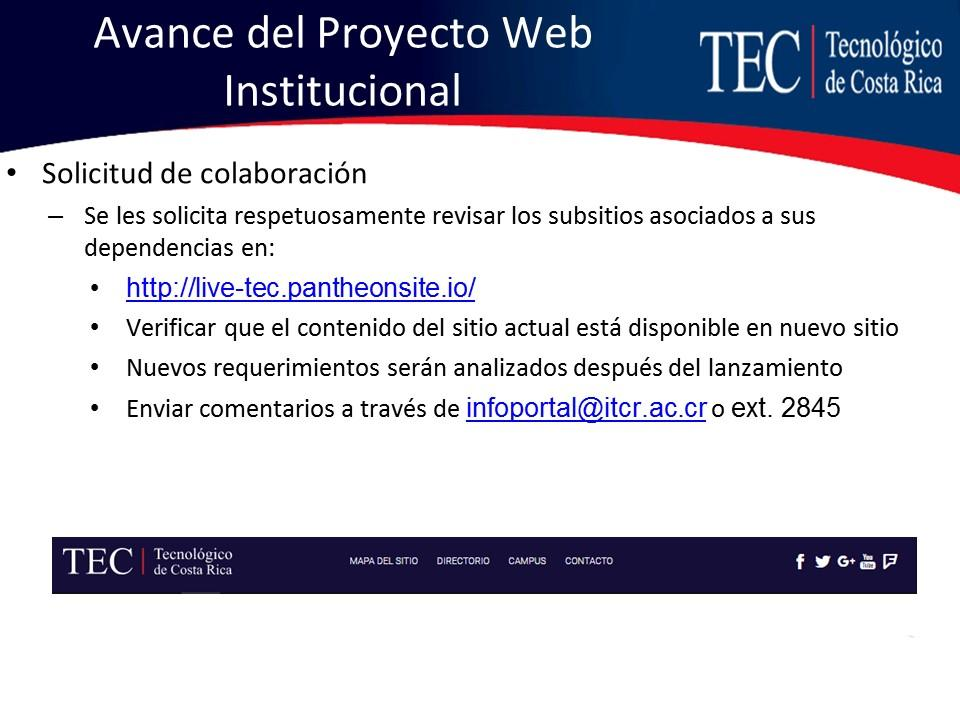 Avance del Proyecto Web
Institucional
TEC | Tecnológico
de Costa Rica
• Solicitud de colaboración
– Se les solicita respetuosamente revisar los subsitios asociados a sus
dependencias en:
• http://live-tec.pantheonsite.io/
• Verificar que el contenido del sitio actual está disponible en nuevo sitio
• Nuevos requerimientos serán analizados después del lanzamiento
• Enviar comentarios a través de infoportal@itcr.ac.cr o ext. 2845
TEC | Tecnológico
de Costa Rica
MAPA DEL SITIO DIRECTORIO CAMPUS CONTACTO
G+ You Tube